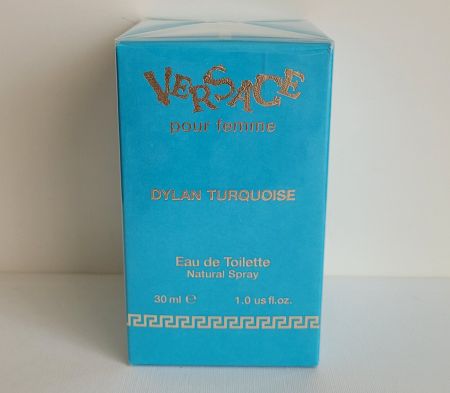 VERSACE
pour femme
DYLAN TURQUOISE
Eau de Toilette
Natural Spray
30 ml ℮ 1.0 us fl.oz.